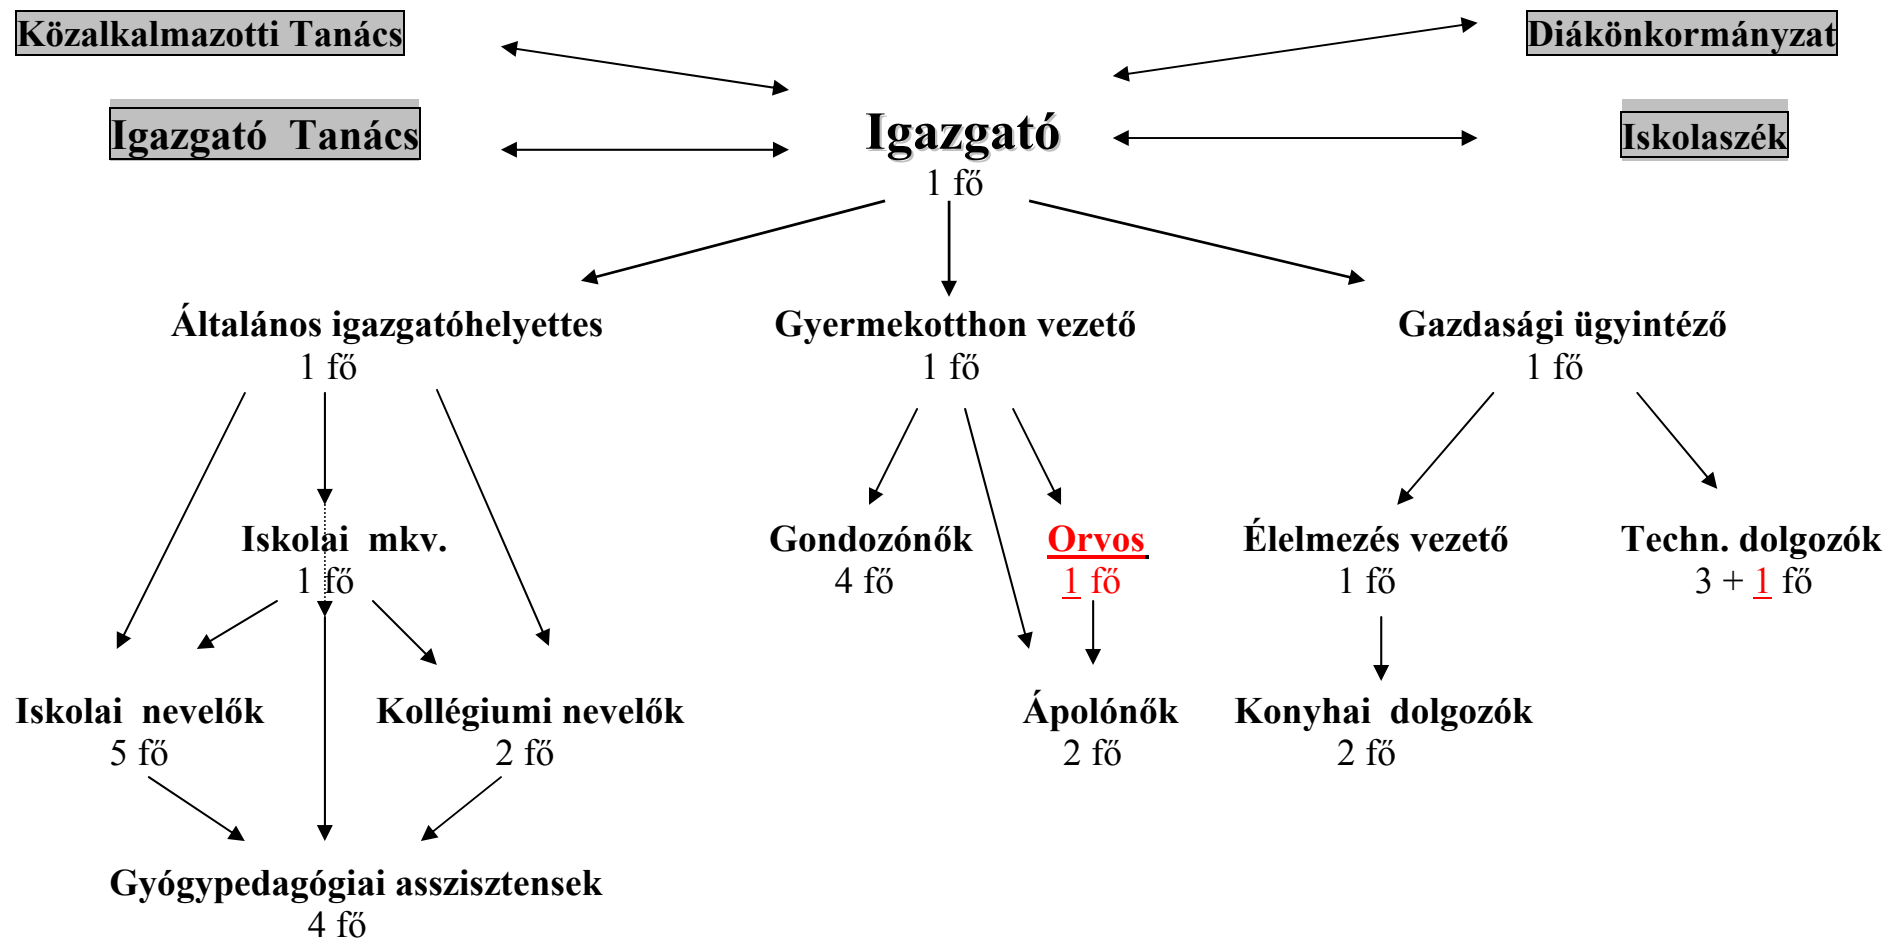 Közalkalmazotti Tanács
Diákönkormányzat
Igazgató Tanács
Igazgató
Iskolaszék
1 fő
Általános igazgatóhelyettes
Gyermekotthon vezető
Gazdasági ügyintéző
1 fő
1 fő
1 fő
Iskolai mkv.
Gondozónők
Orvos
Élelmezés vezető
Techn. dolgozók
1 fő
4 fő
1 fő
1 fő
3 + 1 fő
Iskolai nevelők
Kollégiumi nevelők
Ápolónők
Konyhai dolgozók
5 fő
2 fő
2 fő
2 fő
Gyógypedagógiai asszisztensek
4 fő